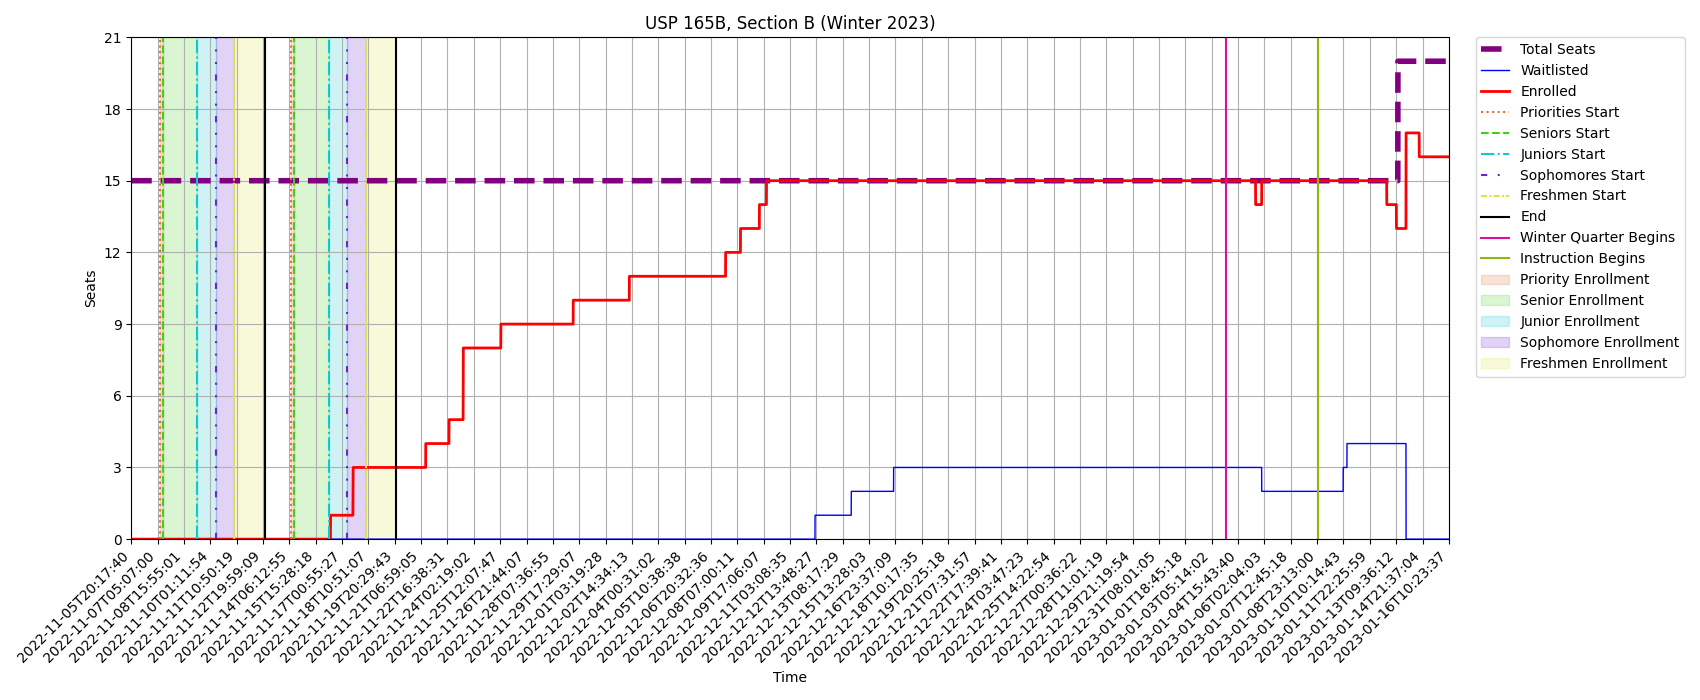 USP 165B, Section B (Winter 2023)
21
18
15
12
9
6
3
0
Seats
2022-11-05T20:17:40
2022-11-07T05:07:00
2022-11-08T15:55:01
2022-11-10T01:11:54
2022-11-11T10:50:19
2022-11-12T19:59:09
2022-11-14T06:12:55
2022-11-15T15:28:18
2022-11-17T00:55:27
2022-11-18T10:51:07
2022-11-19T20:29:43
2022-11-21T06:59:05
2022-11-22T16:38:31
2022-11-24T02:19:02
2022-11-25T12:07:47
2022-11-26T21:44:07
2022-11-28T07:36:55
2022-11-29T17:29:07
2022-12-01T03:19:28
2022-12-02T14:34:13
2022-12-04T00:31:02
2022-12-05T10:38:38
2022-12-06T20:32:36
2022-12-08T07:00:11
2022-12-09T17:06:07
2022-12-11T03:08:35
2022-12-12T13:48:27
2022-12-13T08:17:29
2022-12-15T13:28:03
2022-12-16T23:37:09
2022-12-18T10:17:35
2022-12-19T20:25:18
2022-12-21T07:31:57
2022-12-22T17:39:41
2022-12-24T03:47:23
2022-12-25T14:22:54
2022-12-27T00:36:22
2022-12-28T11:01:19
2022-12-29T21:19:54
2022-12-31T08:01:05
2023-01-01T18:45:18
2023-01-03T05:14:02
2023-01-04T15:43:40
2023-01-06T02:04:03
2023-01-07T12:45:18
2023-01-08T23:13:00
2023-01-10T10:14:43
2023-01-11T22:25:59
2023-01-13T09:36:12
2023-01-14T21:37:04
2023-01-16T10:23:37
Time
Total Seats
Waitlisted
Enrolled
Priorities Start
Seniors Start
Juniors Start
Sophomores Start
Freshmen Start
End
Winter Quarter Begins
Instruction Begins
Priority Enrollment
Senior Enrollment
Junior Enrollment
Sophomore Enrollment
Freshmen Enrollment